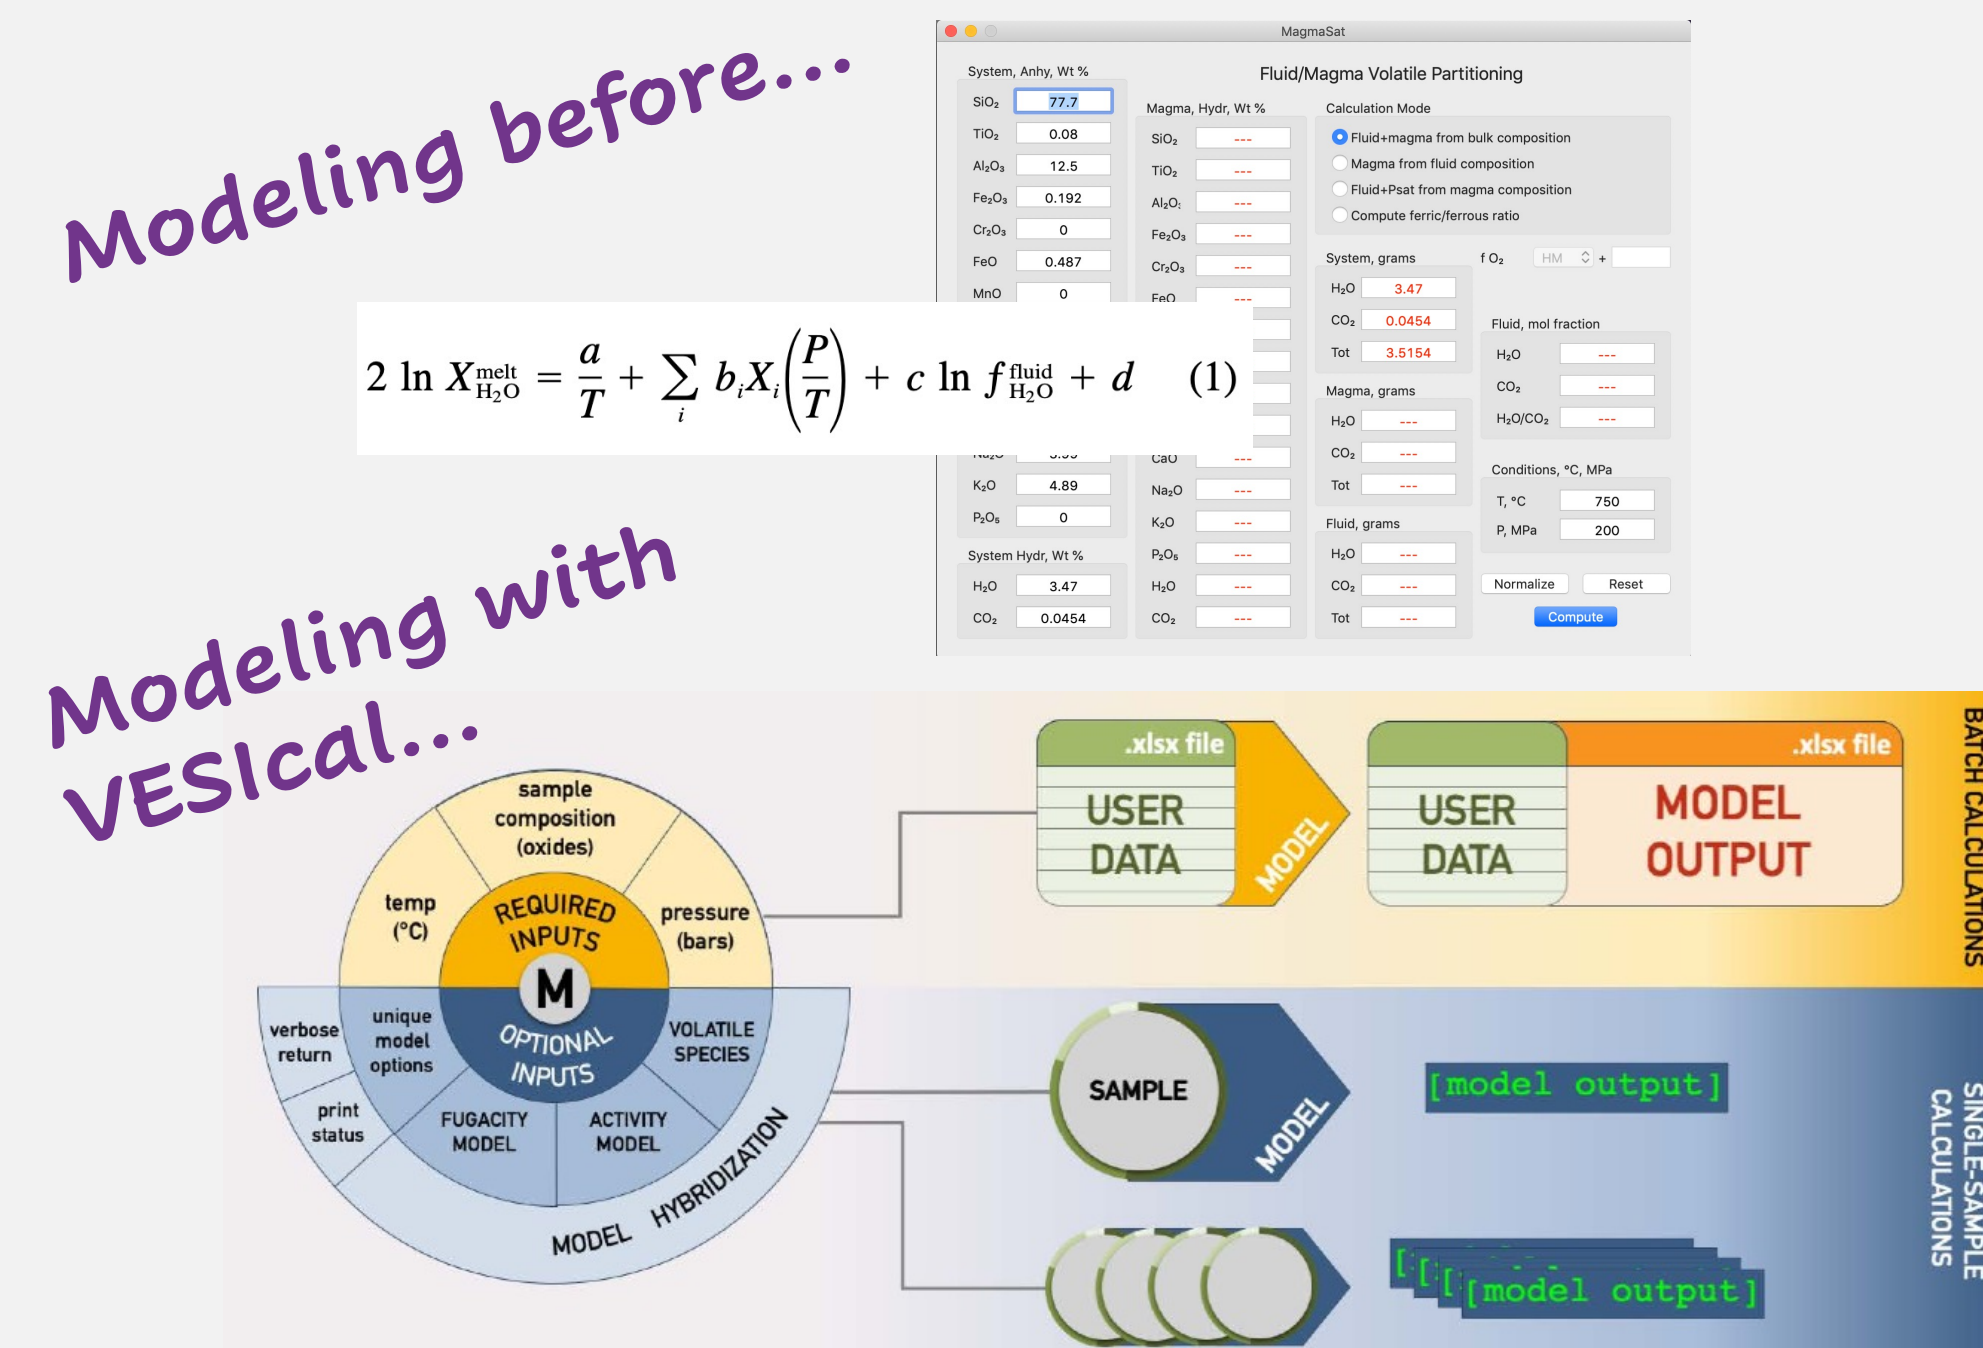 Modeling before...
MagmaSat
Fluid/Magma Volatile Partitioning
System, Anhy, Wt %
SiO₂ 77.7
TiO₂ 0.08
Al₂O₃ 12.5
Fe₂O₃ 0.192
Cr₂O₃ 0
FeO 0.487
MnO 0
K₂O 4.89
P₂O₅ 0
System Hydr, Wt %
H₂O 3.47
CO₂ 0.0454
Magma, Hydr, Wt %
SiO₂ ---
TiO₂ ---
Al₂O
Fe₂O₃ ---
Cr₂O₃ ---
FeO ---
CaO ---
Na₂O ---
K₂O ---
P₂O₅ ---
H₂O ---
CO₂ ---
Calculation Mode
Fluid+magma from bulk composition
Magma from fluid composition
Fluid+Psat from magma composition
Compute ferric/ferrous ratio
System, grams
H₂O 3.47
CO₂ 0.0454
Tot 3.5154
Magma, grams
H₂O ---
CO₂ ---
Tot ---
Fluid, grams
H₂O ---
CO₂ ---
Tot ---
f O₂ HM +
Fluid, mol fraction
H₂O ---
CO₂ ---
H₂O/CO₂ ---
Conditions, °C, MPa
T, °C 750
P, MPa 200
Normalize Reset
Compute
2 ln X^melt_H₂O = a/T + ∑_i b_i X_i (P/T) + c ln f^fluid_H₂O + d (1)
Modeling with
VESIcal...
sample
composition
(oxides)
temp
(°C)
pressure
(bars)
REQUIRED
INPUTS
M
OPTIONAL
INPUTS
verbose
return
unique
model
options
print
status
FUGACITY
MODEL
ACTIVITY
MODEL
VOLATILE
SPECIES
MODEL HYBRIDIZATION
.xlsx file
USER
DATA
MODEL
USER
DATA
.xlsx file
MODEL
OUTPUT
BATCH CALCULATIONS
SAMPLE
MODEL
[model output]
[model output]
SINGLE-SAMPLE
CALCULATIONS